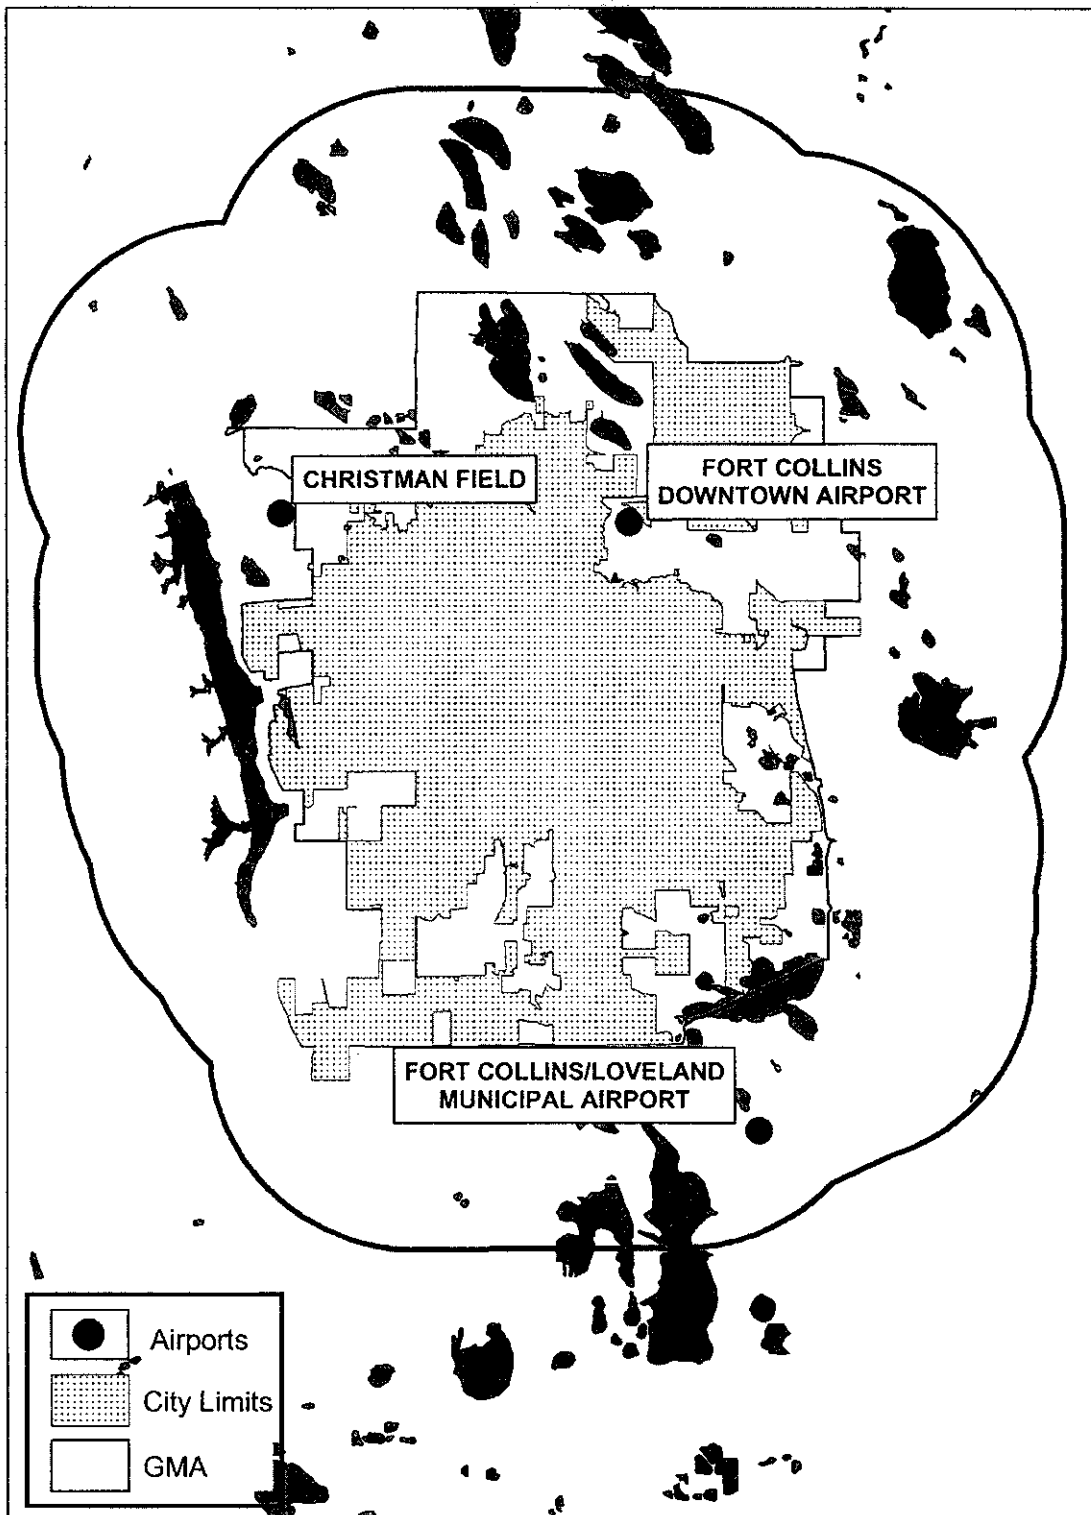 CHRISTMAN FIELD
FORT COLLINS
DOWNTOWN AIRPORT
FORT COLLINS/LOVELAND
MUNICIPAL AIRPORT
Airports
City Limits
GMA